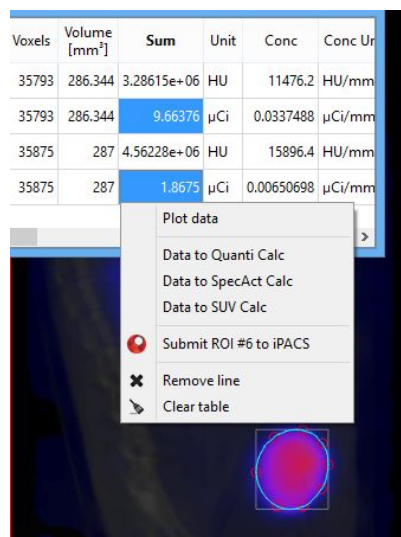 Voxels Volume [mm³] Sum Unit Conc Conc Ur
35793 286.344 3.28615e+06 HU 11476.2 HU/mm
35793 286.344 9.66376 µCi 0.0337488 µCi/mm
35875 287 4.56228e+06 HU 15896.4 HU/mm
35875 287 1.8675 µCi 0.00650698 µCi/mm
Plot data
Data to Quanti Calc
Data to SpecAct Calc
Data to SUV Calc
Submit ROI #6 to iPACS
Remove line
Clear table